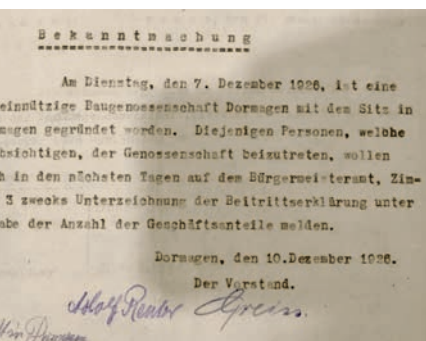 Bekanntmachung
Am Dienstag, den 7. Dezember 1926, ist eine
einnützige Baugenossenschaft Dormagen mit dem Sitz in
magen gegründet worden. Diejenigen Personen, welche
bsichtigen, der Genossenschaft beizutreten, wollen
h in den nächsten Tagen auf dem Bürgermeisteramt, Zim-
3 zwecks Unterzeichnung der Beitrittserklärung unter
abe der Anzahl der Geschäftsanteile melden.
Dormagen, den 10.Dezember 1926.
Der Vorstand.
Adolf